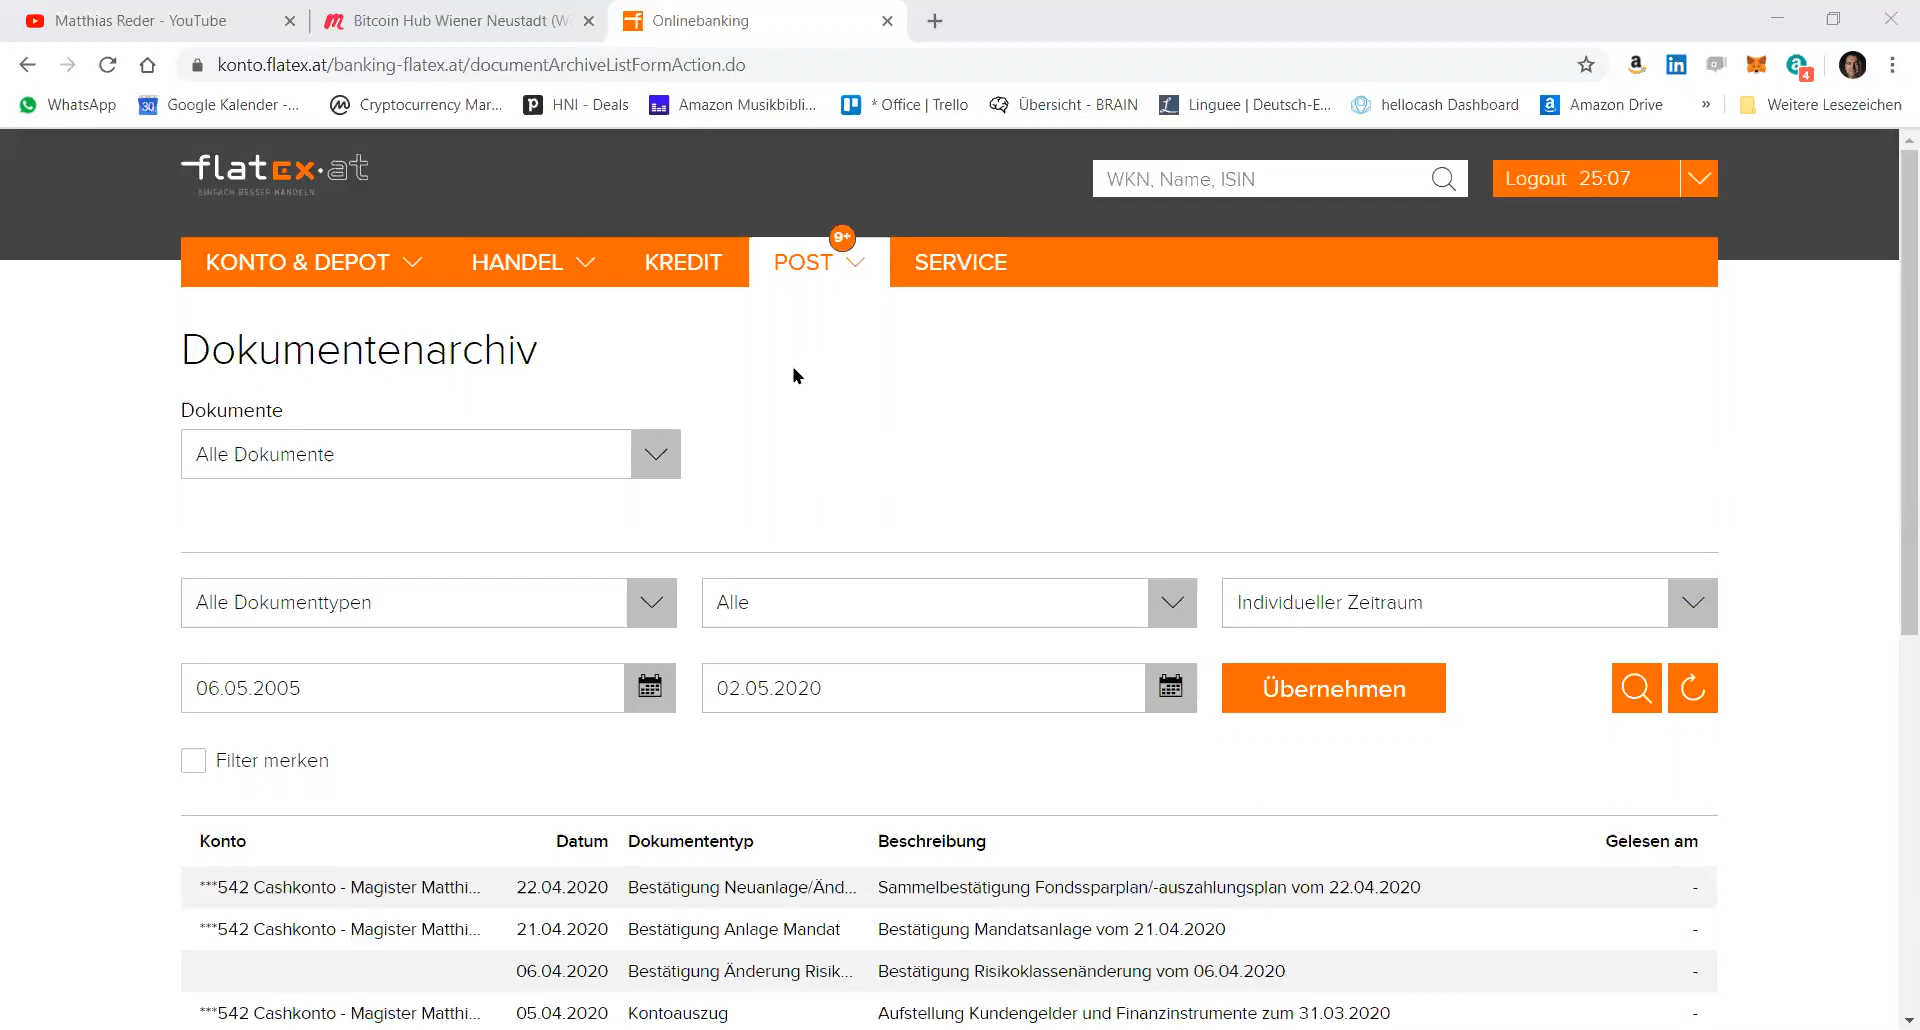 Matthias Reder - YouTube
Bitcoin Hub Wiener Neustadt (W
Onlinebanking
konto.flatex.at/banking-flatex.at/documentArchiveListFormAction.do
4
WhatsApp
30
Google Kalender -...
Cryptocurrency Mar...
HNI - Deals
Amazon Musikbibli...
* Office | Trello
Übersicht - BRAIN
Linguee | Deutsch-E...
hellocash Dashboard
Amazon Drive
»
Weitere Lesezeichen
flatex.at
EINFACH BESSER HANDELN
WKN, Name, ISIN
Logout 25:07
9+
KONTO & DEPOT
HANDEL
KREDIT
POST
SERVICE
Dokumentenarchiv
Dokumente
Alle Dokumente
Alle Dokumenttypen
Alle
Individueller Zeitraum
06.05.2005
02.05.2020
Übernehmen
Filter merken
Konto Datum Dokumententyp Beschreibung Gelesen am
***542 Cashkonto - Magister Matthi... 22.04.2020 Bestätigung Neuanlage/Änd... Sammelbestätigung Fondssparplan/-auszahlungsplan vom 22.04.2020 -
***542 Cashkonto - Magister Matthi... 21.04.2020 Bestätigung Anlage Mandat Bestätigung Mandatsanlage vom 21.04.2020 -
06.04.2020 Bestätigung Änderung Risik... Bestätigung Risikoklassenänderung vom 06.04.2020 -
***542 Cashkonto - Magister Matthi... 05.04.2020 Kontoauszug Aufstellung Kundengelder und Finanzinstrumente zum 31.03.2020 -